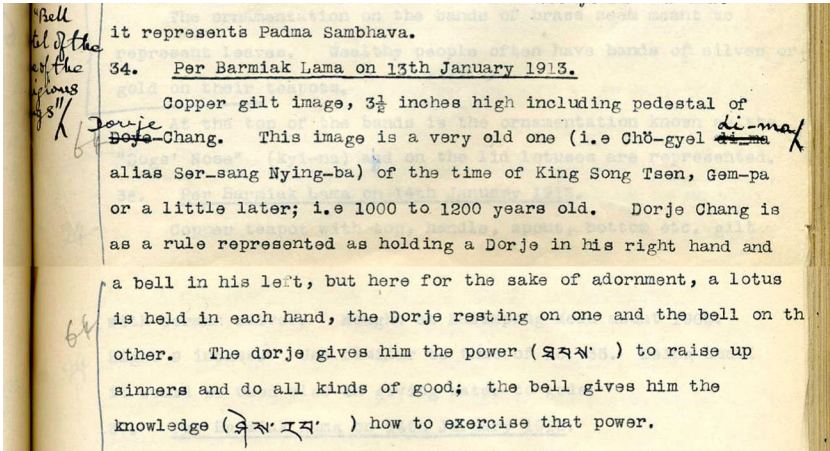 "Bell
of the
of the
it represents Padma Sambhava.
34. Per Barmiak Lama on 13th January 1913.
Copper gilt image, 3½ inches high including pedestal of
Dorje-Chang. This image is a very old one (i.e Chö-gyel di-ma
alias Ser-sang Nying-ba) of the time of King Song Tsen, Gem-pa
or a little later; i.e 1000 to 1200 years old. Dorje Chang is
as a rule represented as holding a Dorje in his right hand and
a bell in his left, but here for the sake of adornment, a lotus
is held in each hand, the Dorje resting on one and the bell on th
other. The dorje gives him the power (ཐབས་ ) to raise up
sinners and do all kinds of good; the bell gives him the
knowledge (ཤེས་རབ་ ) how to exercise that power.